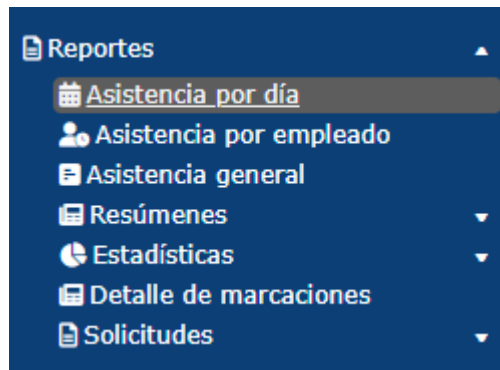 Reportes
Asistencia por día
Asistencia por empleado
Asistencia general
Resúmenes
Estadísticas
Detalle de marcaciones
Solicitudes